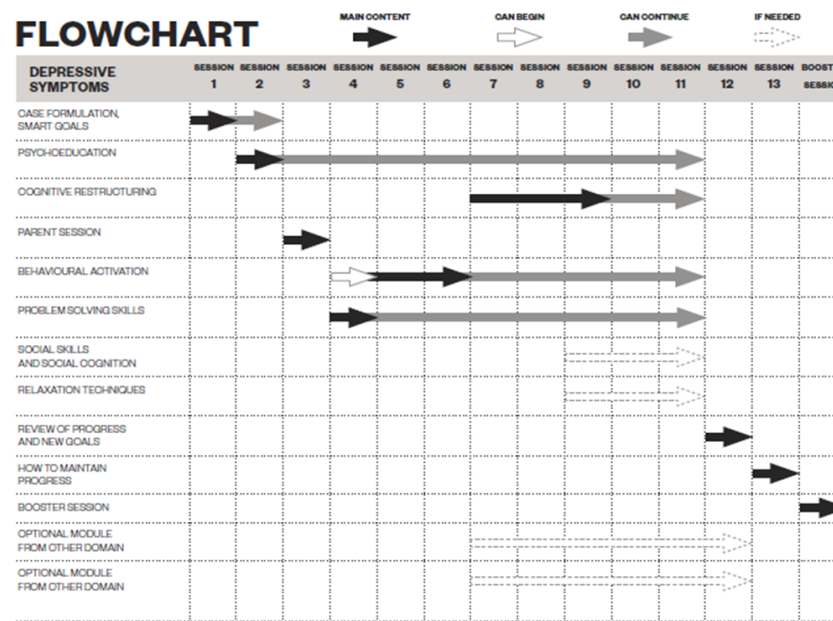 FLOWCHART
MAIN CONTENT
CAN BEGIN
CAN CONTINUE
IF NEEDED
DEPRESSIVE
SYMPTOMS
SESSION 1
SESSION 2
SESSION 3
SESSION 4
SESSION 5
SESSION 6
SESSION 7
SESSION 8
SESSION 9
SESSION 10
SESSION 11
SESSION 12
SESSION 13
BOOST
SESSI
CASE FORMULATION,
SMART GOALS
PSYCHOEDUCATION
COGNITIVE RESTRUCTURING
PARENT SESSION
BEHAVIOURAL ACTIVATION
PROBLEM SOLVING SKILLS
SOCIAL SKILLS
AND SOCIAL COGNITION
RELAXATION TECHNIQUES
REVIEW OF PROGRESS
AND NEW GOALS
HOW TO MAINTAIN
PROGRESS
BOOSTER SESSION
OPTIONAL MODULE
FROM OTHER DOMAIN
OPTIONAL MODULE
FROM OTHER DOMAIN